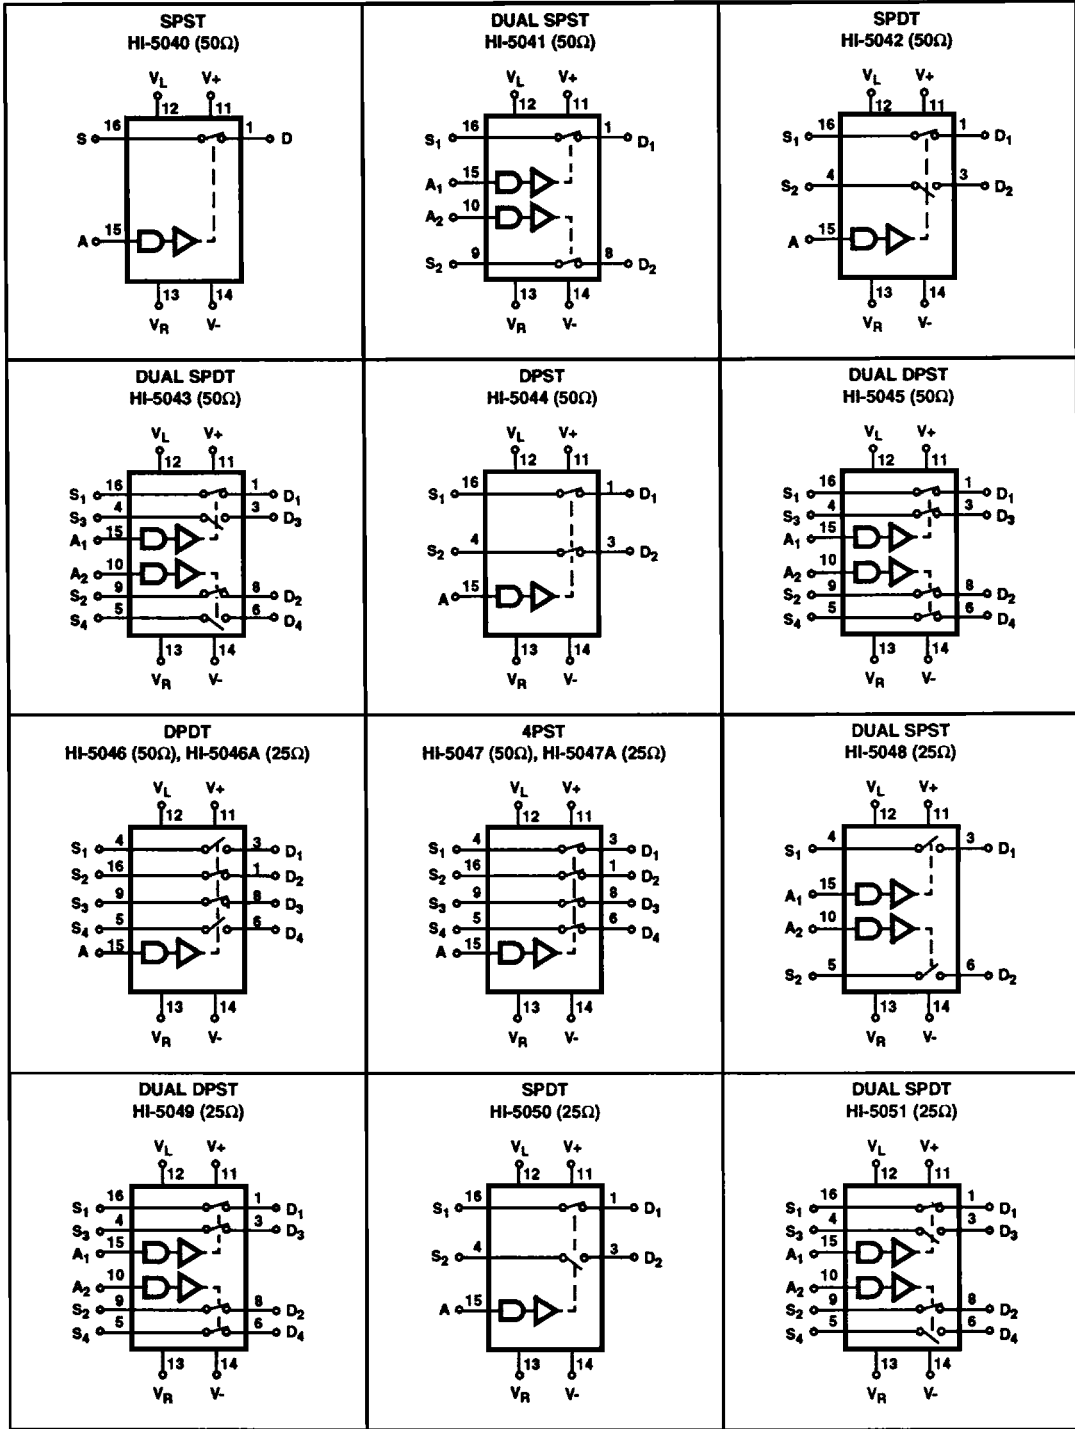 SPST
HI-5040 (50Ω)
VL V+
12 11
S 16 1 D
A 15
13 14
VR V-
DUAL SPST
HI-5041 (50Ω)
VL V+
12 11
S1 16 1 D1
A1 15
A2 10
S2 9 8 D2
13 14
VR V-
SPDT
HI-5042 (50Ω)
VL V+
12 11
S1 16 1 D1
S2 4 3 D2
A 15
13 14
VR V-
DUAL SPDT
HI-5043 (50Ω)
VL V+
12 11
S1 16 1 D1
S3 4 3 D3
A1 15
A2 10
S2 9 8 D2
S4 5 6 D4
13 14
VR V-
DPST
HI-5044 (50Ω)
VL V+
12 11
S1 16 1 D1
S2 4 3 D2
A 15
13 14
VR V-
DUAL DPST
HI-5045 (50Ω)
VL V+
12 11
S1 16 1 D1
S3 4 3 D3
A1 15
A2 10
S2 9 8 D2
S4 5 6 D4
13 14
VR V-
DPDT
HI-5046 (50Ω), HI-5046A (25Ω)
VL V+
12 11
S1 4 3 D1
S2 16 1 D2
S3 9 8 D3
S4 5 6 D4
A 15
13 14
VR V-
4PST
HI-5047 (50Ω), HI-5047A (25Ω)
VL V+
12 11
S1 4 3 D1
S2 16 1 D2
S3 9 8 D3
S4 5 6 D4
A 15
13 14
VR V-
DUAL SPST
HI-5048 (25Ω)
VL V+
12 11
S1 4 3 D1
A1 15
A2 10
S2 5 6 D2
13 14
VR V-
DUAL DPST
HI-5049 (25Ω)
VL V+
12 11
S1 16 1 D1
S3 4 3 D3
A1 15
A2 10
S2 9 8 D2
S4 5 6 D4
13 14
VR V-
SPDT
HI-5050 (25Ω)
VL V+
12 11
S1 16 1 D1
S2 4 3 D2
A 15
13 14
VR V-
DUAL SPDT
HI-5051 (25Ω)
VL V+
12 11
S1 16 1 D1
S3 4 3 D3
A1 15
A2 10
S2 9 8 D2
S4 5 6 D4
13 14
VR V-